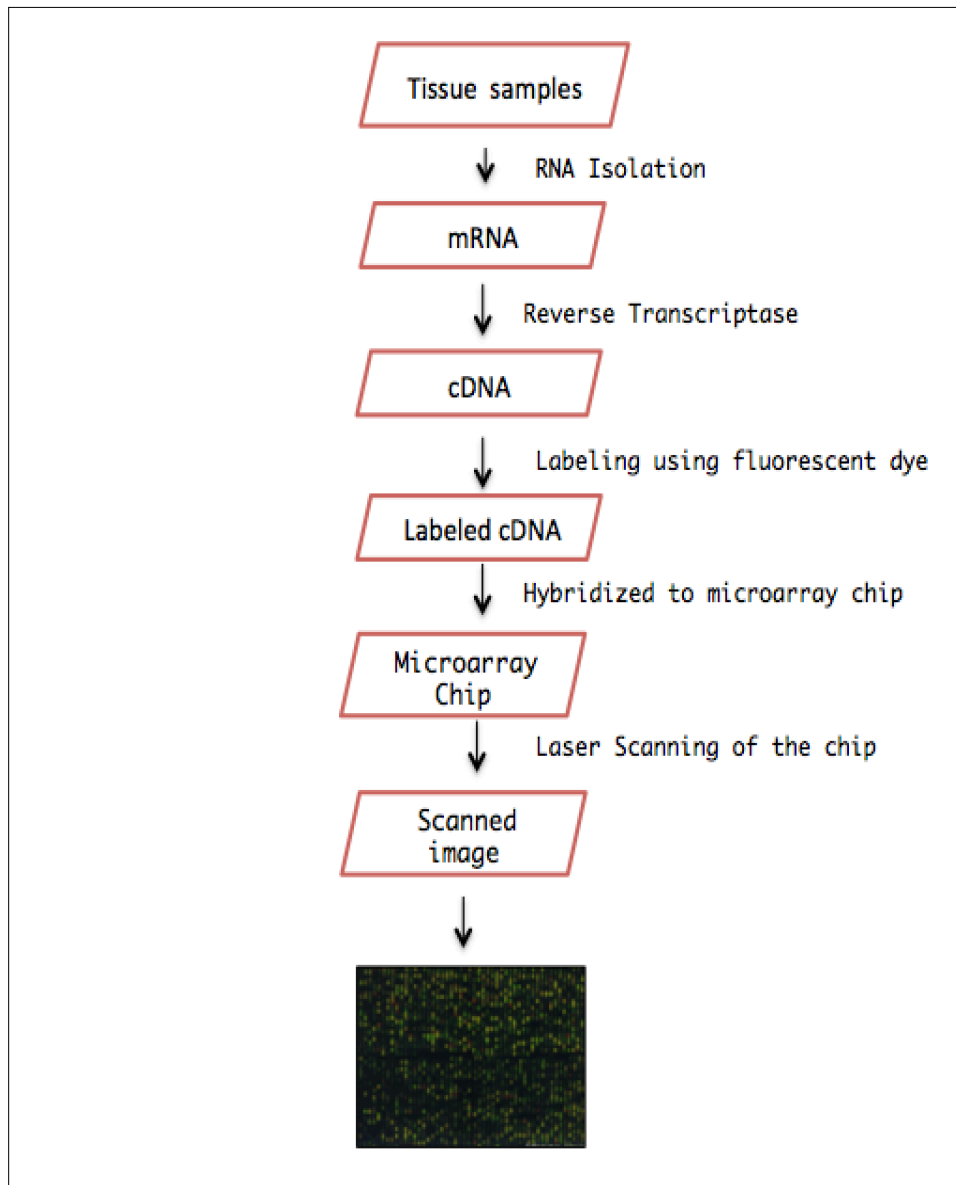 Tissue samples
RNA Isolation
mRNA
Reverse Transcriptase
cDNA
Labeling using fluorescent dye
Labeled cDNA
Hybridized to microarray chip
Microarray
Chip
Laser Scanning of the chip
Scanned
image